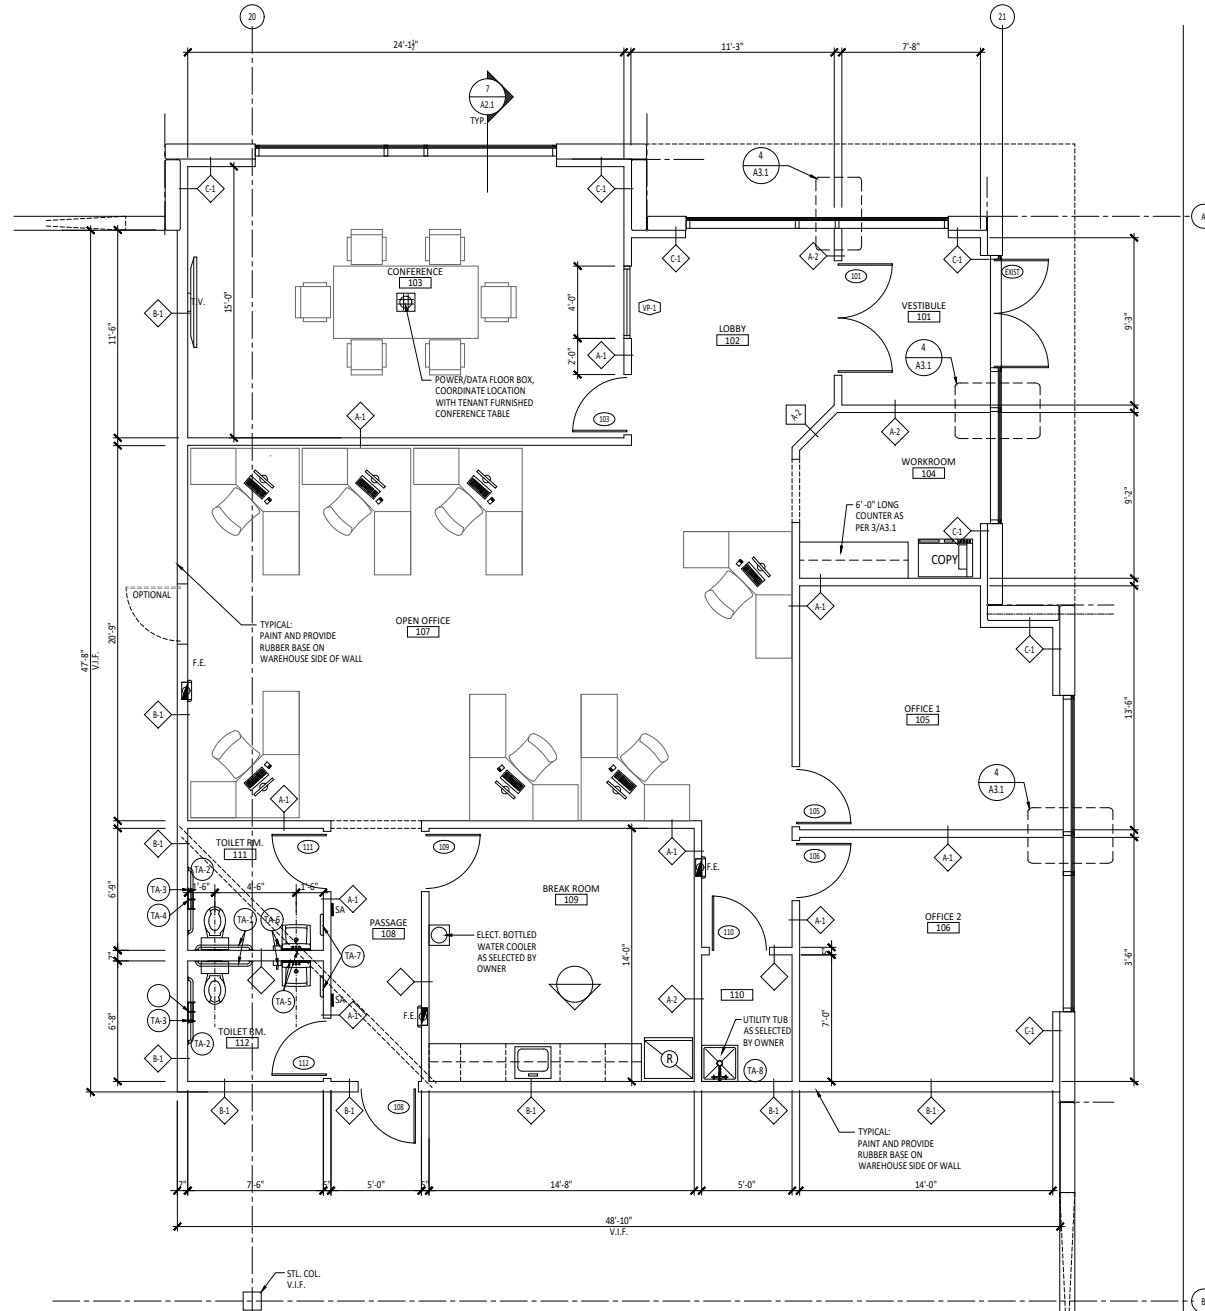 20
21
24'-1½"
11'-3"
7'-8"
7
A2.1
TYP.
4
A3.1
C-1
C-1
A
C-1
A-2
C-1
101
EXIST
CONFERENCE
103
T.V.
15'-0"
B-1
11'-6"
4'-0"
VP-1
LOBBY
102
VESTIBULE
101
9'-3"
4
A3.1
2'-0"
A-1
POWER/DATA FLOOR BOX,
COORDINATE LOCATION
WITH TENANT FURNISHED
CONFERENCE TABLE
103
A-1
A-2
A-2
WORKROOM
104
9'-2"
6' -0" LONG
COUNTER AS
PER 3/A3.1
C-1
COPY
OPTIONAL
TYPICAL:
PAINT AND PROVIDE
RUBBER BASE ON
WAREHOUSE SIDE OF WALL
OPEN OFFICE
107
A-1
20'-9"
47'-8"
V.I.F.
F.E.
C-1
B-1
OFFICE 1
105
13'-6"
4
A3.1
A-1
105
B-1
TOILET RM.
111
111
109
A-1
F.E.
106
A-1
TA-2
TA-3
TA-4
1'-6"
4'-6"
1'-6"
A-1
SA
6'-9"
BREAK ROOM
109
PASSAGE
108
OFFICE 2
106
A-1
TA-1
TA-6
110
ELECT. BOTTLED
WATER COOLER
AS SELECTED BY
OWNER
14'-0"
7"
TA-7
5"
3'-6"
A-2
110
TA-5
SA
A-1
F.E.
TA-3
6'-8"
7'-0"
UTILITY TUB
AS SELECTED
BY OWNER
C-1
TOILET RM.
112
TA-2
B-1
112
R
TA-8
B-1
B-1
108
B-1
B-1
B-1
TYPICAL:
PAINT AND PROVIDE
RUBBER BASE ON
WAREHOUSE SIDE OF WALL
7"
7'-6"
5"
5'-0"
5"
14'-8"
5'-0"
14'-0"
48'-10"
V.I.F.
STL. COL.
V.I.F.
B